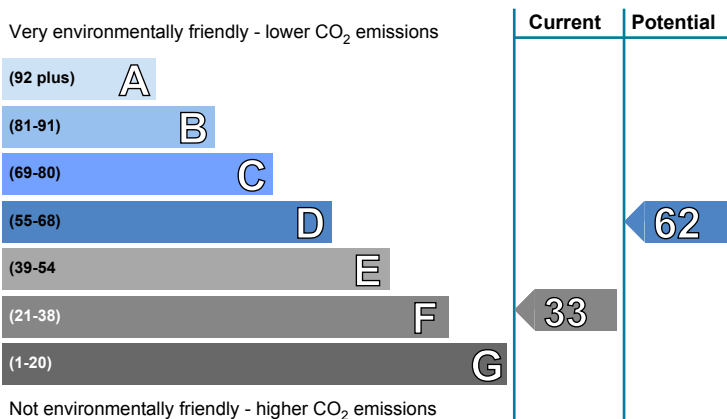 Very environmentally friendly - lower CO2 emissions
Current
Potential
(92 plus) A
(81-91) B
(69-80) C
(55-68) D
62
(39-54 E
(21-38) F
33
(1-20) G
Not environmentally friendly - higher CO2 emissions